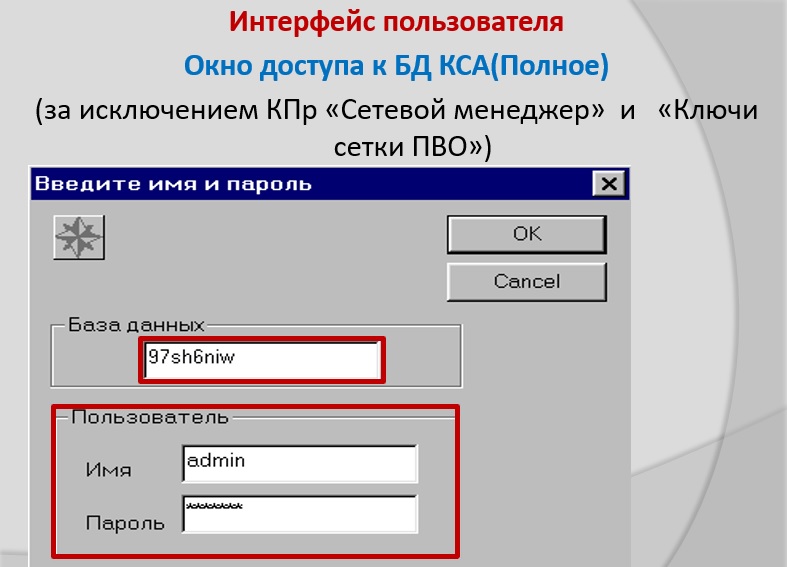 Интерфейс пользователя
Окно доступа к БД КСА(Полное)
(за исключением КПр «Сетевой менеджер» и «Ключи
сетки ПВО»)
Введите имя и пароль
OK
Cancel
База данных
97sh6niw
Пользователь
Имя
admin
Пароль
*******